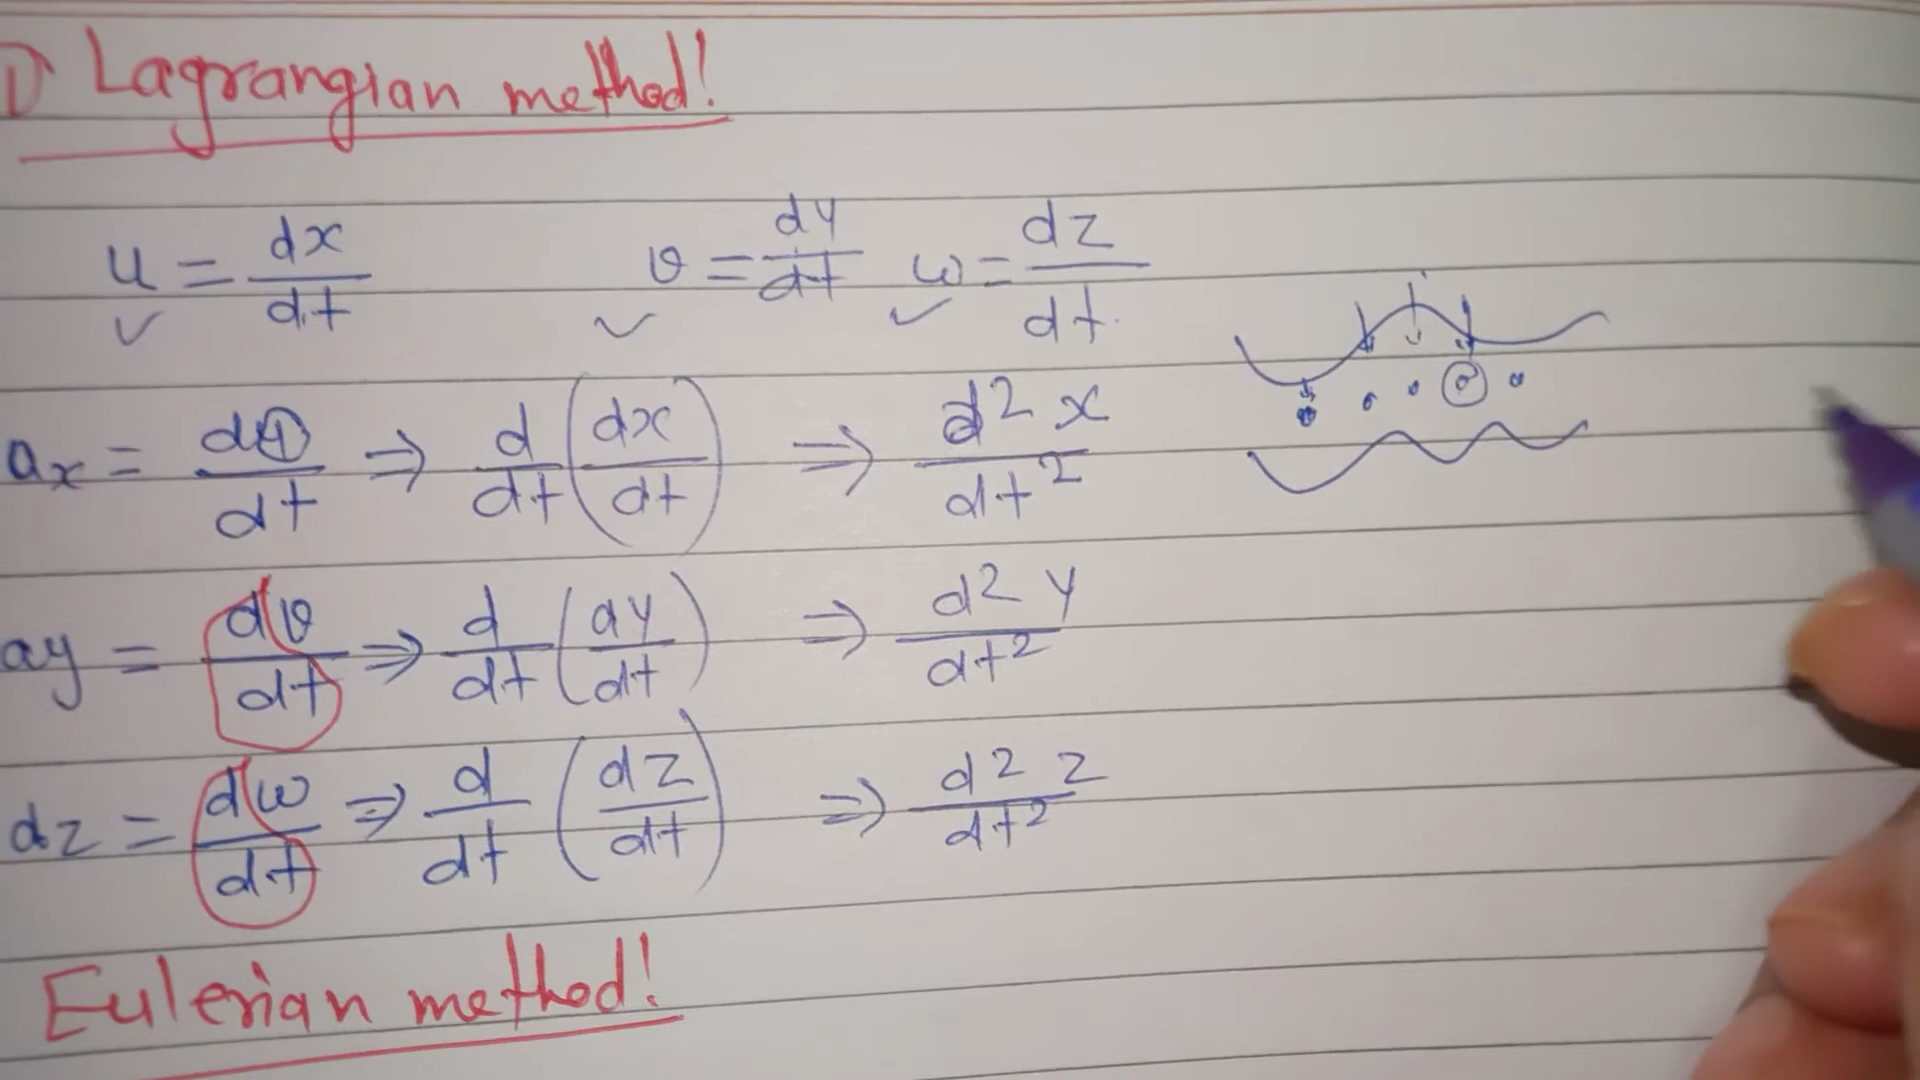 1) Lagrangian method!
u = dx/dt v = dy/dt w = dz/dt
ax = du/dt ⇒ d/dt (dx/dt) ⇒ d²x/dt²
ay = dv/dt ⇒ d/dt (dy/dt) ⇒ d²y/dt²
dz = dw/dt ⇒ d/dt (dz/dt) ⇒ d²z/dt²
Eulerian method!